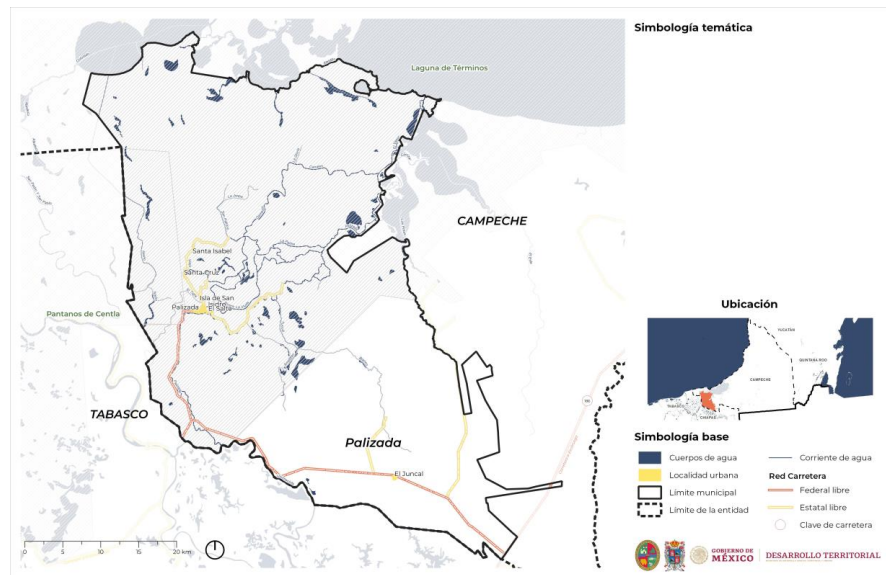 Simbología temática
Laguna de Términos
CAMPECHE
Santa Isabel
Santa Cruz
Isla de San
Palizada
El Salto
Pantanos de Centla
TABASCO
Palizada
El Juncal
0 5 10 20 km
Ubicación
YUCATÁN
QUINTANA ROO
CAMPECHE
TABASCO
CHIAPAS
Simbología base
Cuerpos de agua
Localidad urbana
Límite municipal
Límite de la entidad
Corriente de agua
Red Carretera
Federal libre
Estatal libre
Clave de carretera
GOBIERNO DE
MÉXICO
DESARROLLO TERRITORIAL